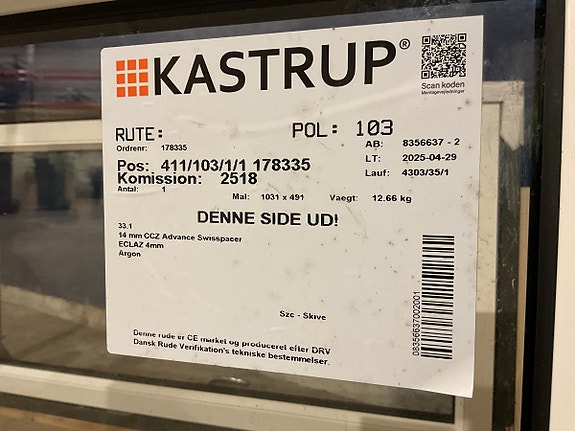 KASTRUP®
Scan koden
Montagevejledninger
RUTE: POL: 103
Ordrenr: 178335
AB: 8356637 - 2
Pos: 411/103/1/1 178335
LT: 2025-04-29
Komission: 2518
Lauf: 4303/35/1
Antal: 1
Mal: 1031 x 491 Vaegt: 12.66 kg
DENNE SIDE UD!
33.1
14 mm CCZ Advance Swisspacer
ECLAZ 4mm
Argon
Szc - Skive
Denne rude er CE market og produceret efter DRV
Dansk Rude Verifikation's tekniske bestemmelser.
08356637002001